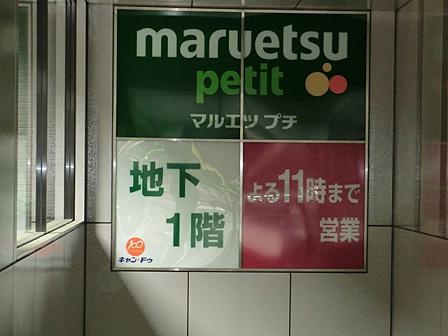 maruetsu
petit
マルエツ プチ
地下
1階
100
キャン★ドゥ
よる11時まで
営業